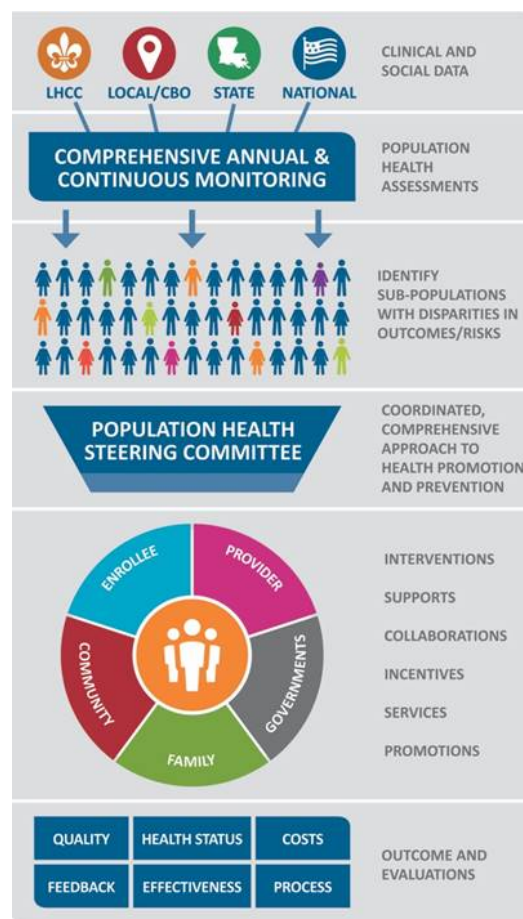 LHCC
LOCAL/CBO
STATE
NATIONAL
CLINICAL AND
SOCIAL DATA
COMPREHENSIVE ANNUAL &
CONTINUOUS MONITORING
POPULATION
HEALTH
ASSESSMENTS
IDENTIFY
SUB-POPULATIONS
WITH DISPARITIES IN
OUTCOMES/RISKS
POPULATION HEALTH
STEERING COMMITTEE
COORDINATED,
COMPREHENSIVE
APPROACH TO
HEALTH PROMOTION
AND PREVENTION
ENROLLEE
PROVIDER
COMMUNITY
GOVERNMENTS
FAMILY
INTERVENTIONS
SUPPORTS
COLLABORATIONS
INCENTIVES
SERVICES
PROMOTIONS
QUALITY
HEALTH STATUS
COSTS
FEEDBACK
EFFECTIVENESS
PROCESS
OUTCOME AND
EVALUATIONS